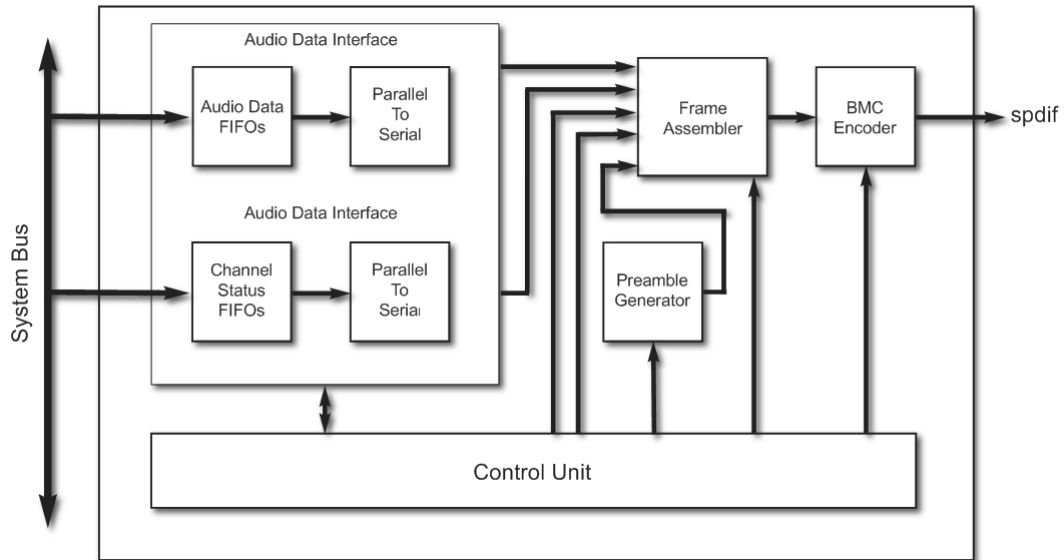 Audio Data Interface
Audio Data
FIFOs
Parallel
To
Serial
Frame
Assembler
BMC
Encoder
spdif
Audio Data Interface
Channel
Status
FIFOs
Parallel
To
Serial
Preamble
Generator
System Bus
Control Unit